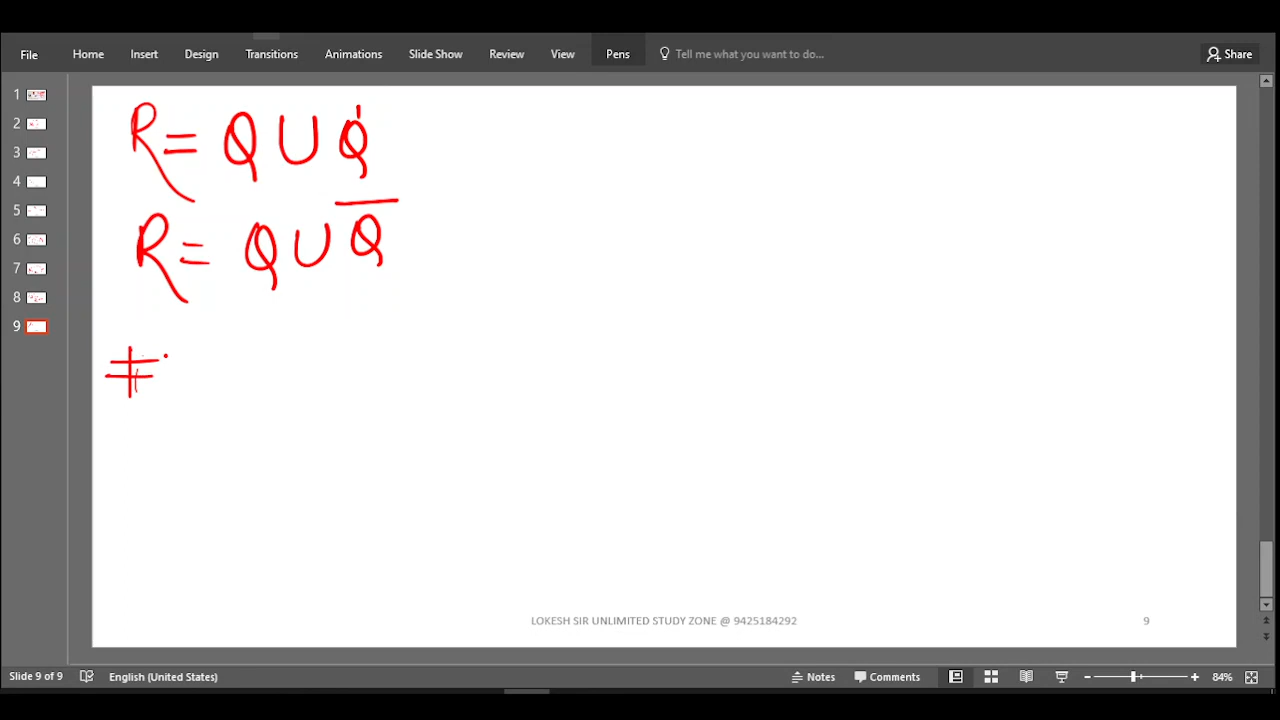 File Home Insert Design Transitions Animations Slide Show Review View Pens Tell me what you want to do... Share
1
2
3
4
5
6
7
8
9
R = Q ∪ Q'
R = Q ∪ Q̅
#
LOKESH SIR UNLIMITED STUDY ZONE @ 9425184292 9
Slide 9 of 9 English (United States) Notes Comments 84%